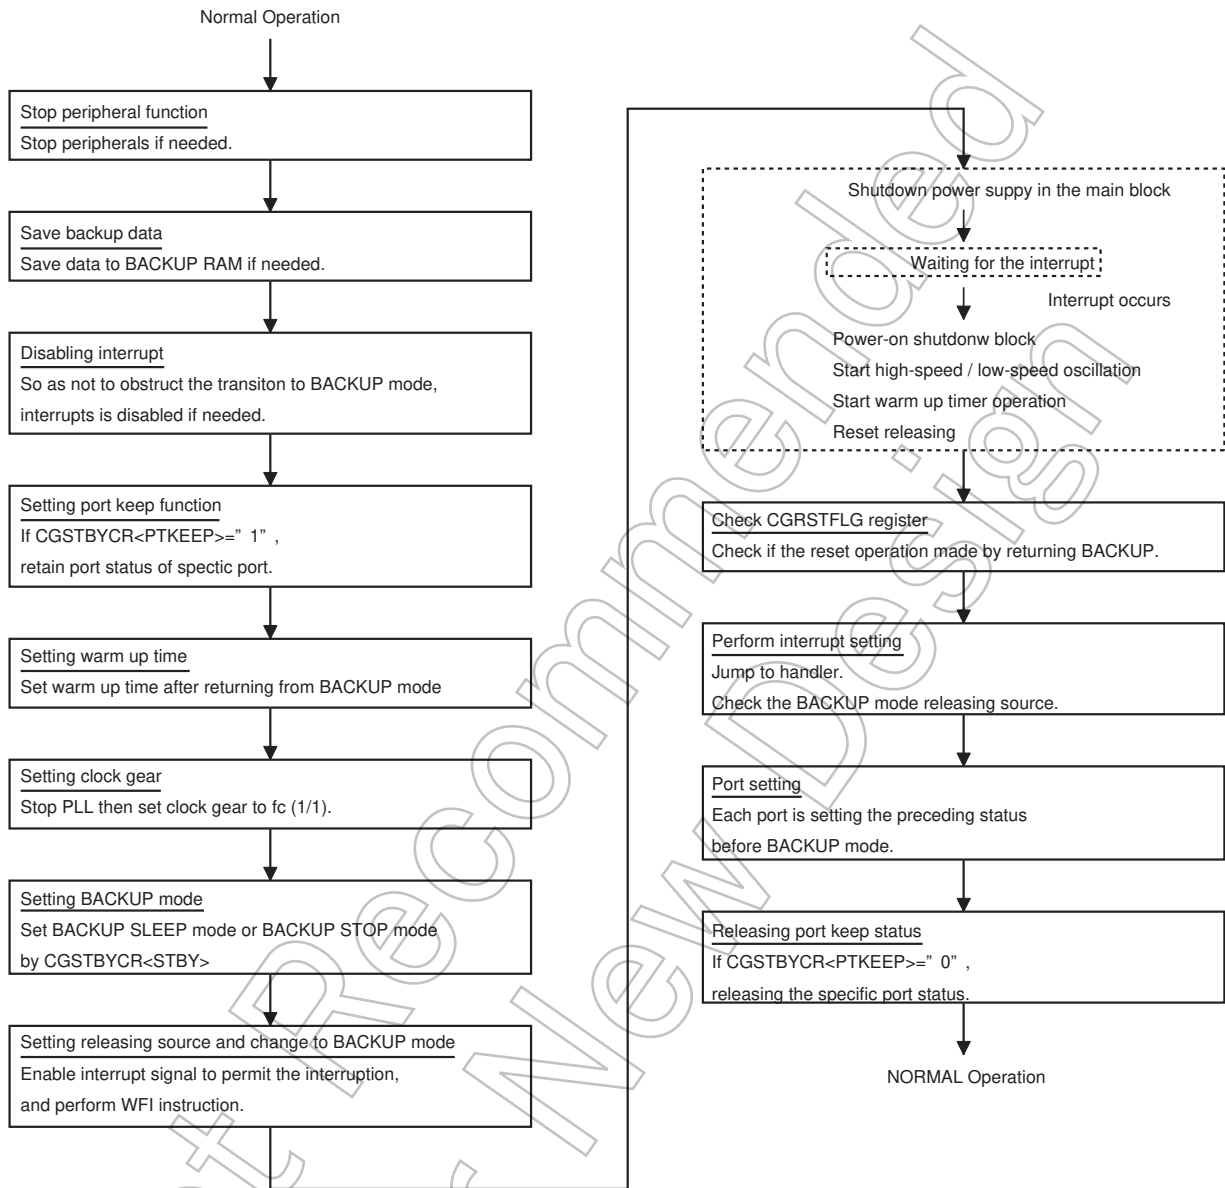 Normal Operation
Stop peripheral function
Stop peripherals if needed.
Save backup data
Save data to BACKUP RAM if needed.
Disabling interrupt
So as not to obstruct the transiton to BACKUP mode,
interrupts is disabled if needed.
Setting port keep function
If CGSTBYCR<PTKEEP>=” 1” ,
retain port status of spectic port.
Setting warm up time
Set warm up time after returning from BACKUP mode
Setting clock gear
Stop PLL then set clock gear to fc (1/1).
Setting BACKUP mode
Set BACKUP SLEEP mode or BACKUP STOP mode
by CGSTBYCR<STBY>
Setting releasing source and change to BACKUP mode
Enable interrupt signal to permit the interruption,
and perform WFI instruction.
Shutdown power suppy in the main block
Waiting for the interrupt
Interrupt occurs
Power-on shutdonw block
Start high-speed / low-speed oscillation
Start warm up timer operation
Reset releasing
Check CGRSTFLG register
Check if the reset operation made by returning BACKUP.
Perform interrupt setting
Jump to handler.
Check the BACKUP mode releasing source.
Port setting
Each port is setting the preceding status
before BACKUP mode.
Releasing port keep status
If CGSTBYCR<PTKEEP>=” 0” ,
releasing the specific port status.
NORMAL Operation
t Recommended
r New Design